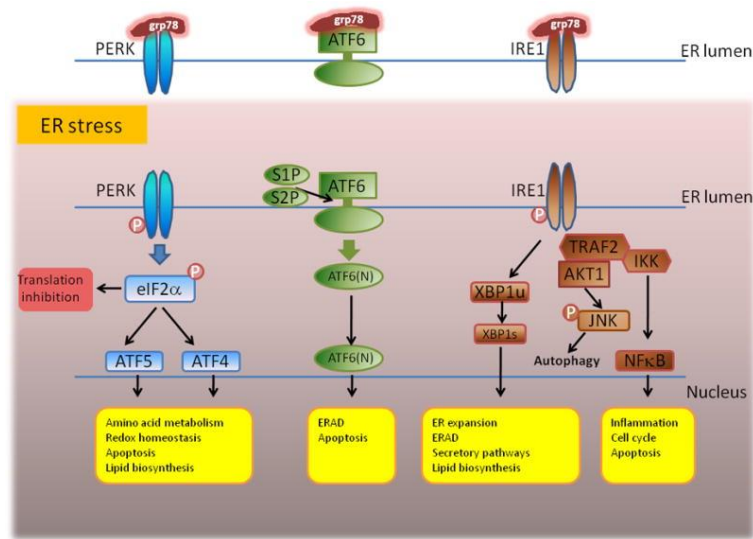 grp78
grp78
grp78
PERK
ATF6
IRE1
ER lumen
ER stress
PERK
S1P
S2P
ATF6
IRE1
ER lumen
P
P
TRAF2
IKK
AKT1
Translation
inhibition
eIF2α
P
ATF6(N)
XBP1u
P
JNK
XBP1s
ATF5
ATF4
ATF6(N)
Autophagy
NFκB
Nucleus
Amino acid metabolism
Redox homeostasis
Apoptosis
Lipid biosynthesis
ERAD
Apoptosis
ER expansion
ERAD
Secretory pathways
Lipid biosynthesis
Inflammation
Cell cycle
Apoptosis